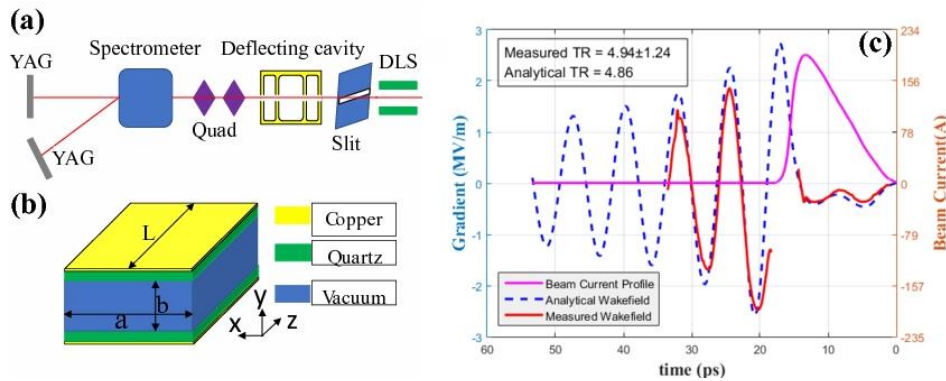 (a)
Spectrometer
Deflecting cavity
YAG
DLS
Quad
YAG
Slit
(b)
L
Copper
Quartz
Vacuum
b
a
y
x
z
(c)
Measured TR = 4.94±1.24
Analytical TR = 4.86
Gradient (MV/m)
3
2
1
0
-1
-2
-3
Beam Current(A)
234
156
78
0
-79
-157
-235
Beam Current Profile
Analytical Wakefield
Measured Wakefield
60
50
40
30
20
10
0
time (ps)